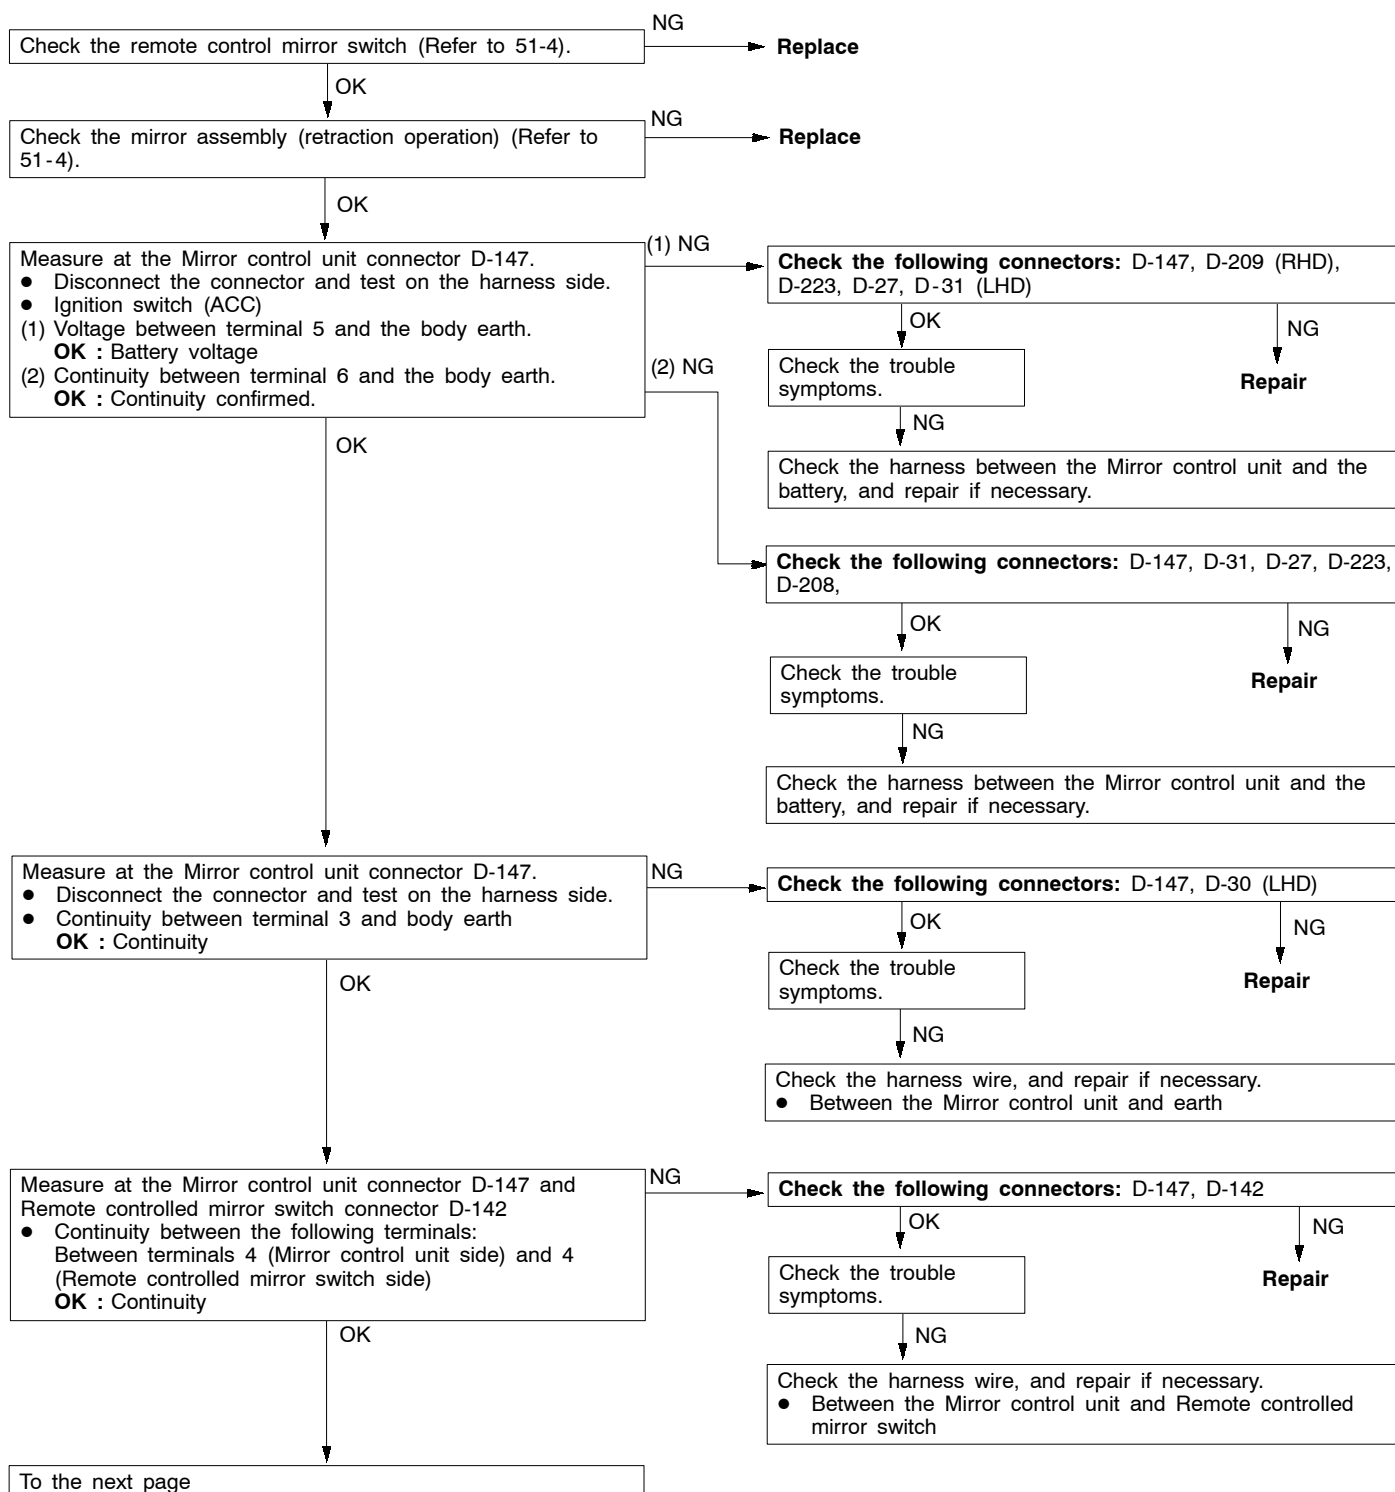 NG
Check the remote control mirror switch (Refer to 51-4).
Replace
OK
NG
Check the mirror assembly (retraction operation) (Refer to
51-4).
Replace
OK
Measure at the Mirror control unit connector D-147.
● Disconnect the connector and test on the harness side.
● Ignition switch (ACC)
(1) Voltage between terminal 5 and the body earth.
OK : Battery voltage
(2) Continuity between terminal 6 and the body earth.
OK : Continuity confirmed.
(1) NG
Check the following connectors: D-147, D-209 (RHD),
D-223, D-27, D-31 (LHD)
OK
NG
Check the trouble
symptoms.
Repair
NG
Check the harness between the Mirror control unit and the
battery, and repair if necessary.
(2) NG
Check the following connectors: D-147, D-31, D-27, D-223,
D-208,
OK
NG
Check the trouble
symptoms.
Repair
NG
Check the harness between the Mirror control unit and the
battery, and repair if necessary.
OK
Measure at the Mirror control unit connector D-147.
● Disconnect the connector and test on the harness side.
● Continuity between terminal 3 and body earth
OK : Continuity
NG
Check the following connectors: D-147, D-30 (LHD)
OK
NG
Check the trouble
symptoms.
Repair
NG
Check the harness wire, and repair if necessary.
● Between the Mirror control unit and earth
OK
Measure at the Mirror control unit connector D-147 and
Remote controlled mirror switch connector D-142
● Continuity between the following terminals:
Between terminals 4 (Mirror control unit side) and 4
(Remote controlled mirror switch side)
OK : Continuity
NG
Check the following connectors: D-147, D-142
OK
NG
Check the trouble
symptoms.
Repair
NG
Check the harness wire, and repair if necessary.
● Between the Mirror control unit and Remote controlled
mirror switch
OK
To the next page